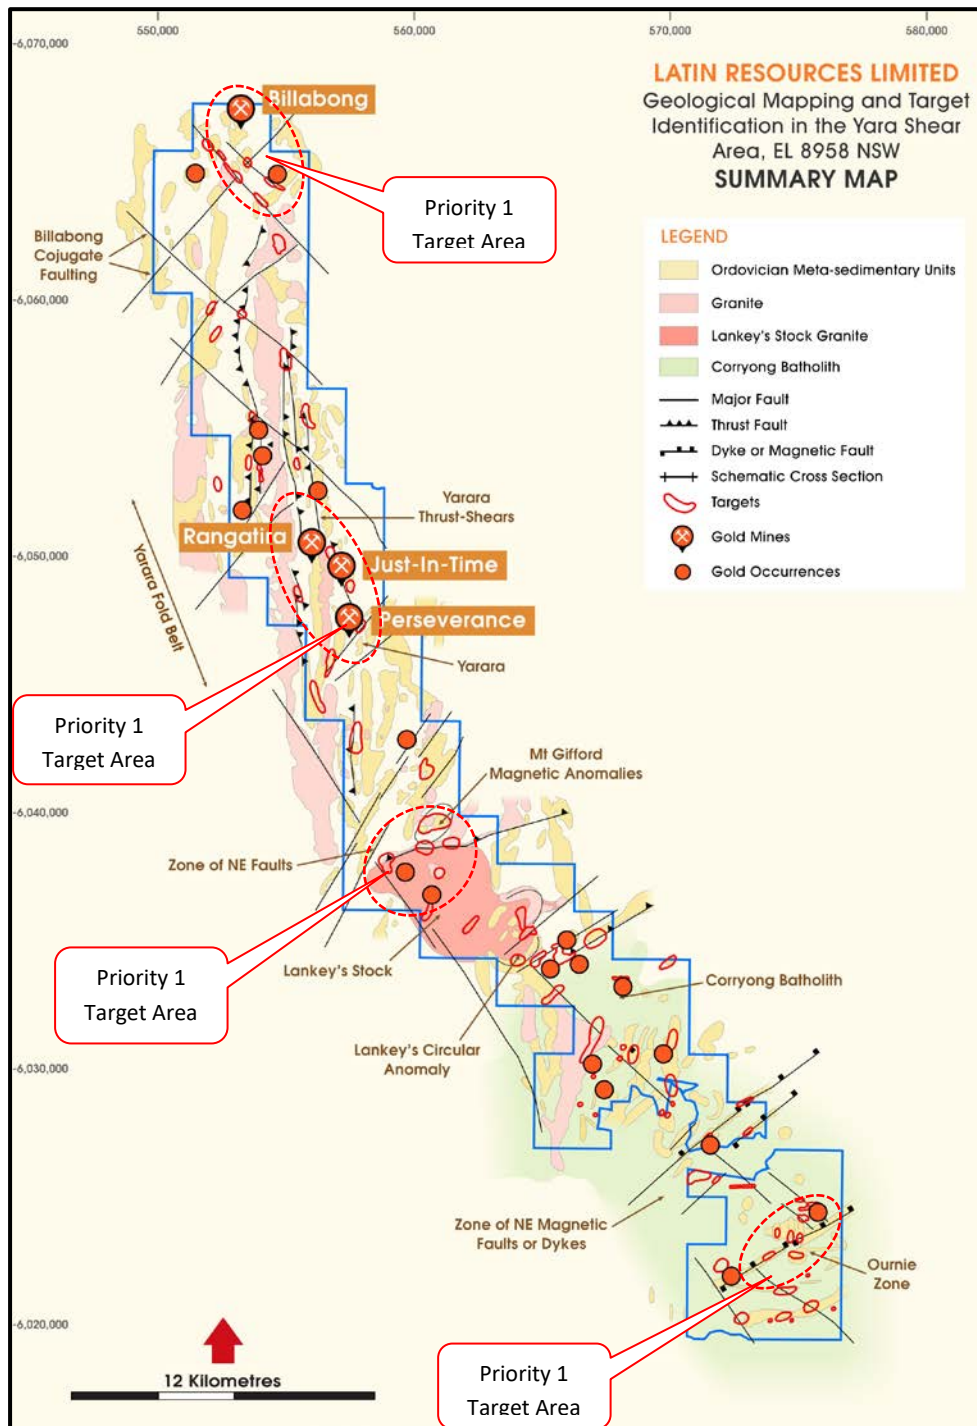 550,000
560,000
570,000
580,000
6,070,000
LATIN RESOURCES LIMITED
Geological Mapping and Target
Identification in the Yara Shear
Area, EL 8958 NSW
SUMMARY MAP
Billabong
Priority 1
Target Area
Billabong
Cojugate
Faulting
LEGEND
Ordovician Meta-sedimentary Units
Granite
Lankey's Stock Granite
Corryong Batholith
Major Fault
Thrust Fault
Dyke or Magnetic Fault
Schematic Cross Section
Targets
Gold Mines
Gold Occurrences
6,060,000
Yarara
Thrust-Shears
Rangatira
6,050,000
Just-In-Time
Yarara Fold Belt
Perseverance
Yarara
Priority 1
Target Area
Mt Gifford
Magnetic Anomalies
6,040,000
Zone of NE Faults
Priority 1
Target Area
Lankey's Stock
Corryong Batholith
Lankey's Circular
Anomaly
6,030,000
Zone of NE Magnetic
Faults or Dykes
Ournie
Zone
6,020,000
12 Kilometres
Priority 1
Target Area